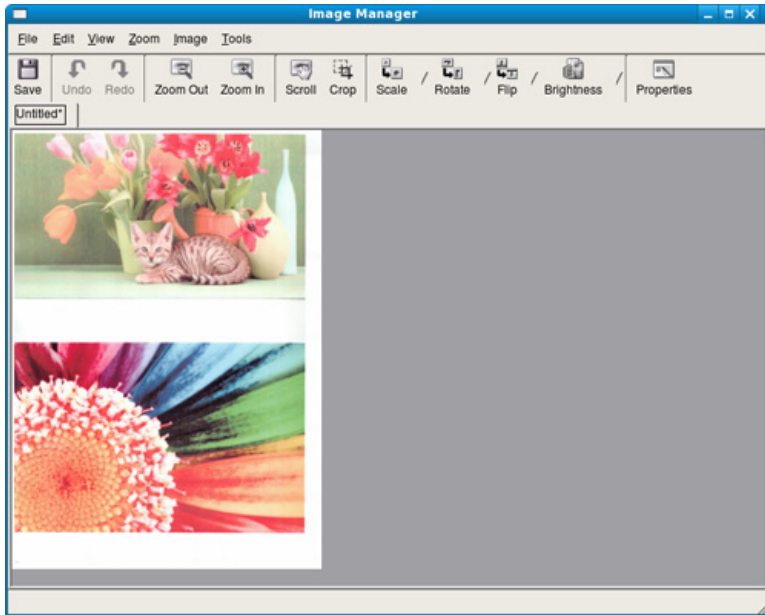 Image Manager
File Edit View Zoom Image Tools
Save Undo Redo Zoom Out Zoom In Scroll Crop Scale / Rotate / Flip / Brightness / Properties
Untitled*